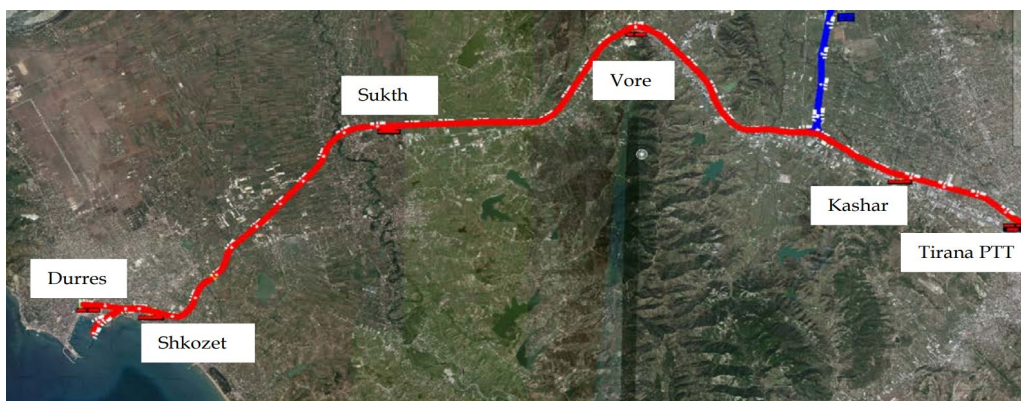 Vore
Sukth
Kashar
Tirana PTT
Durres
Shkozet